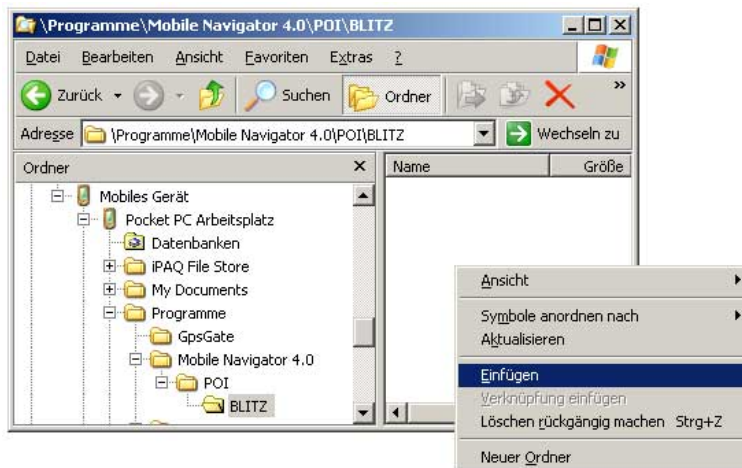 \Programme\Mobile Navigator 4.0\POI\BLITZ
Datei Bearbeiten Ansicht Favoriten Extras ?
Zurück Suchen Ordner »
Adresse \Programme\Mobile Navigator 4.0\POI\BLITZ Wechseln zu
Ordner x Name Größe
Mobiles Gerät
Pocket PC Arbeitsplatz
Datenbanken
iPAQ File Store
My Documents
Programme
GpsGate
Mobile Navigator 4.0
POI
BLITZ
Ansicht
Symbole anordnen nach
Aktualisieren
Einfügen
Verknüpfung einfügen
Löschen rückgängig machen Strg+Z
Neuer Ordner